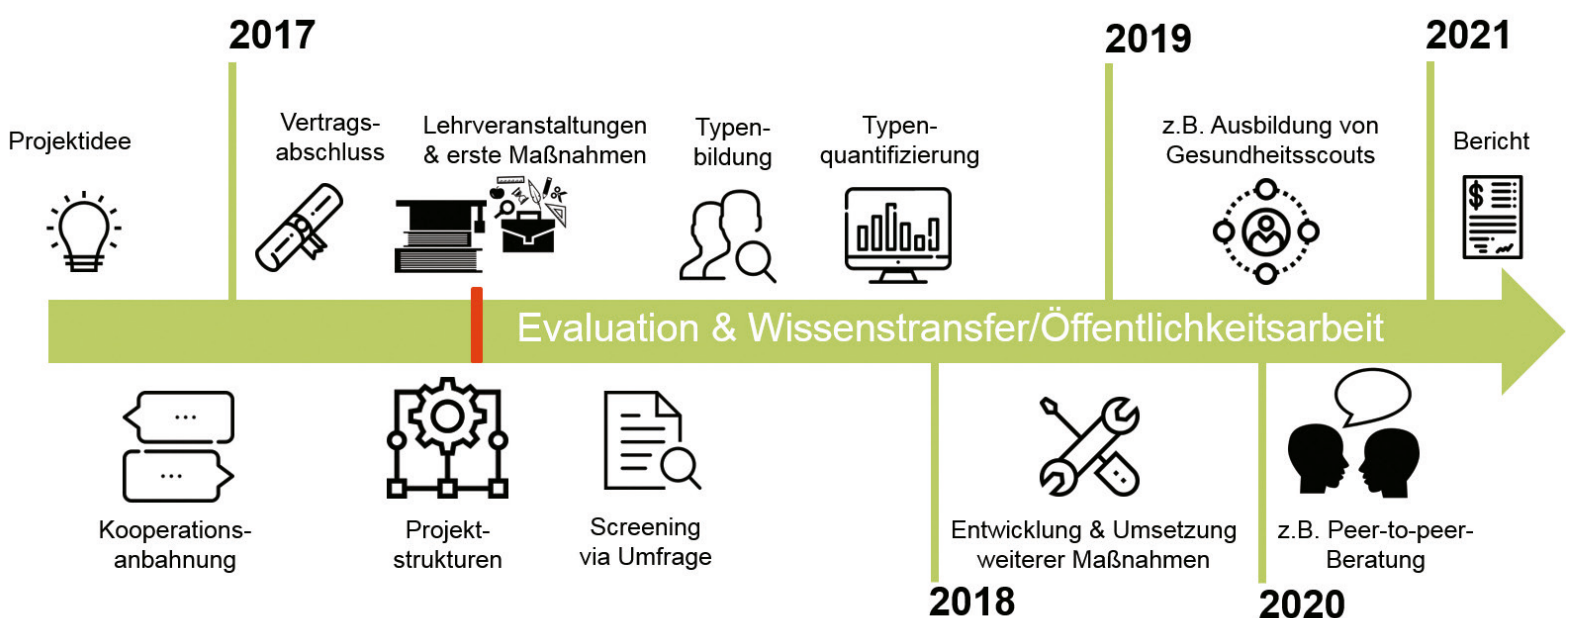 2017
2019
2021
Projektidee
Vertrags-
abschluss
Lehrveranstaltungen
& erste Maßnahmen
Typen-
bildung
Typen-
quantifizierung
z.B. Ausbildung von
Gesundheitsscouts
Bericht
$
Evaluation & Wissenstransfer/Öffentlichkeitsarbeit
...
...
Kooperations-
anbahnung
Projekt-
strukturen
Screening
via Umfrage
Entwicklung & Umsetzung
weiterer Maßnahmen
z.B. Peer-to-peer-
Beratung
2018
2020